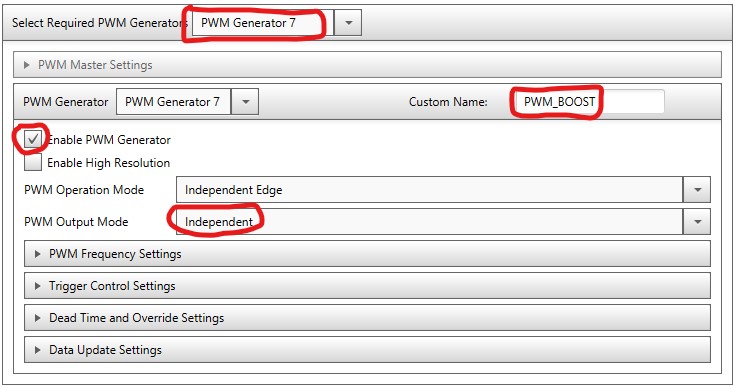 Select Required PWM Generators PWM Generator 7
PWM Master Settings
PWM Generator PWM Generator 7 Custom Name: PWM_BOOST
Enable PWM Generator
Enable High Resolution
PWM Operation Mode Independent Edge
PWM Output Mode Independent
PWM Frequency Settings
Trigger Control Settings
Dead Time and Override Settings
Data Update Settings